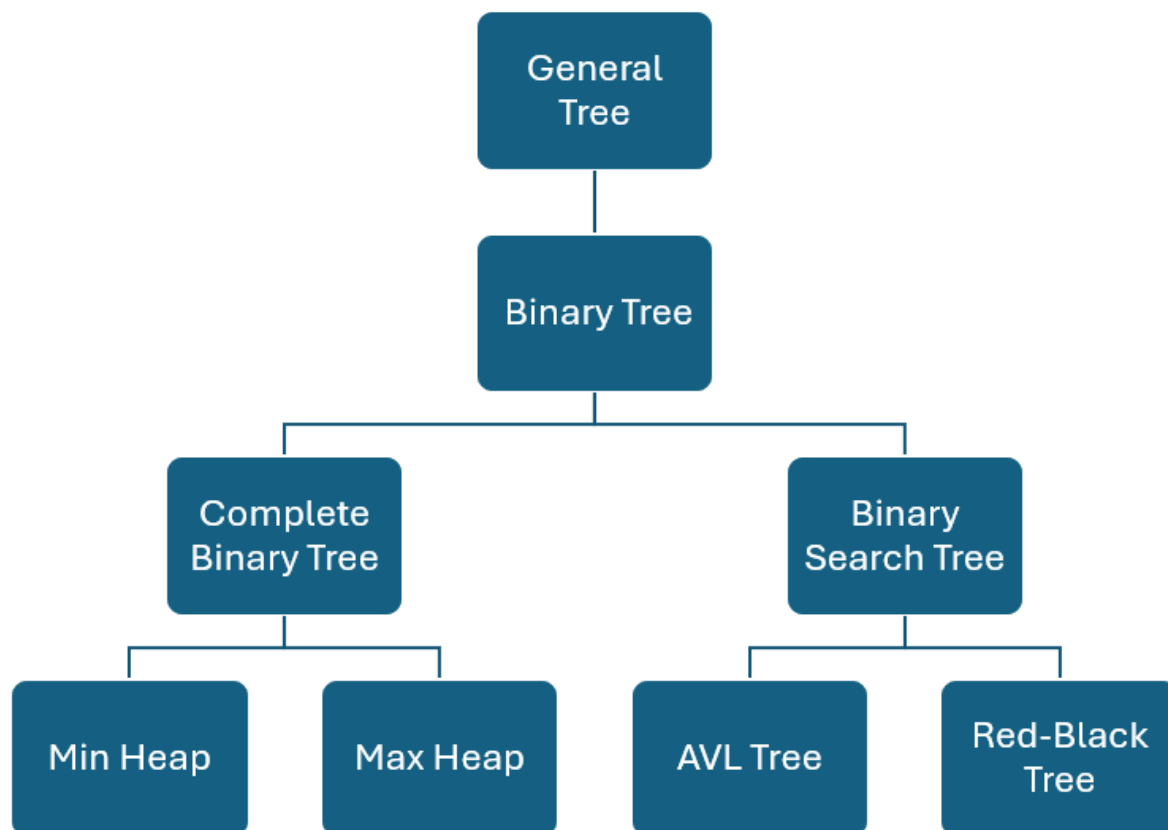 General
Tree
Binary Tree
Complete
Binary Tree
Binary
Search Tree
Min Heap
Max Heap
AVL Tree
Red-Black
Tree